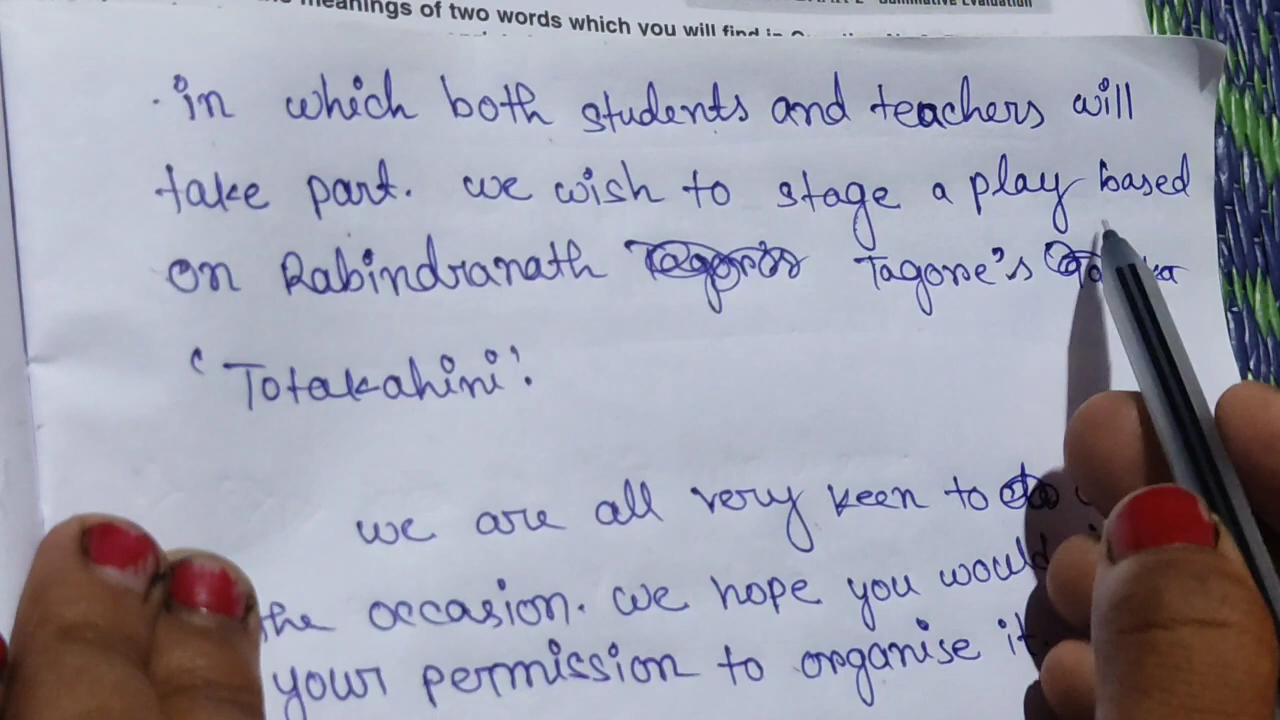 meanings of two words which you will find in
in which both students and teachers will
take part. we wish to stage a play based
on Rabindranath Tagore's
'Totakahini'.
we are all very keen to
the occasion. we hope you would
your permission to organise it